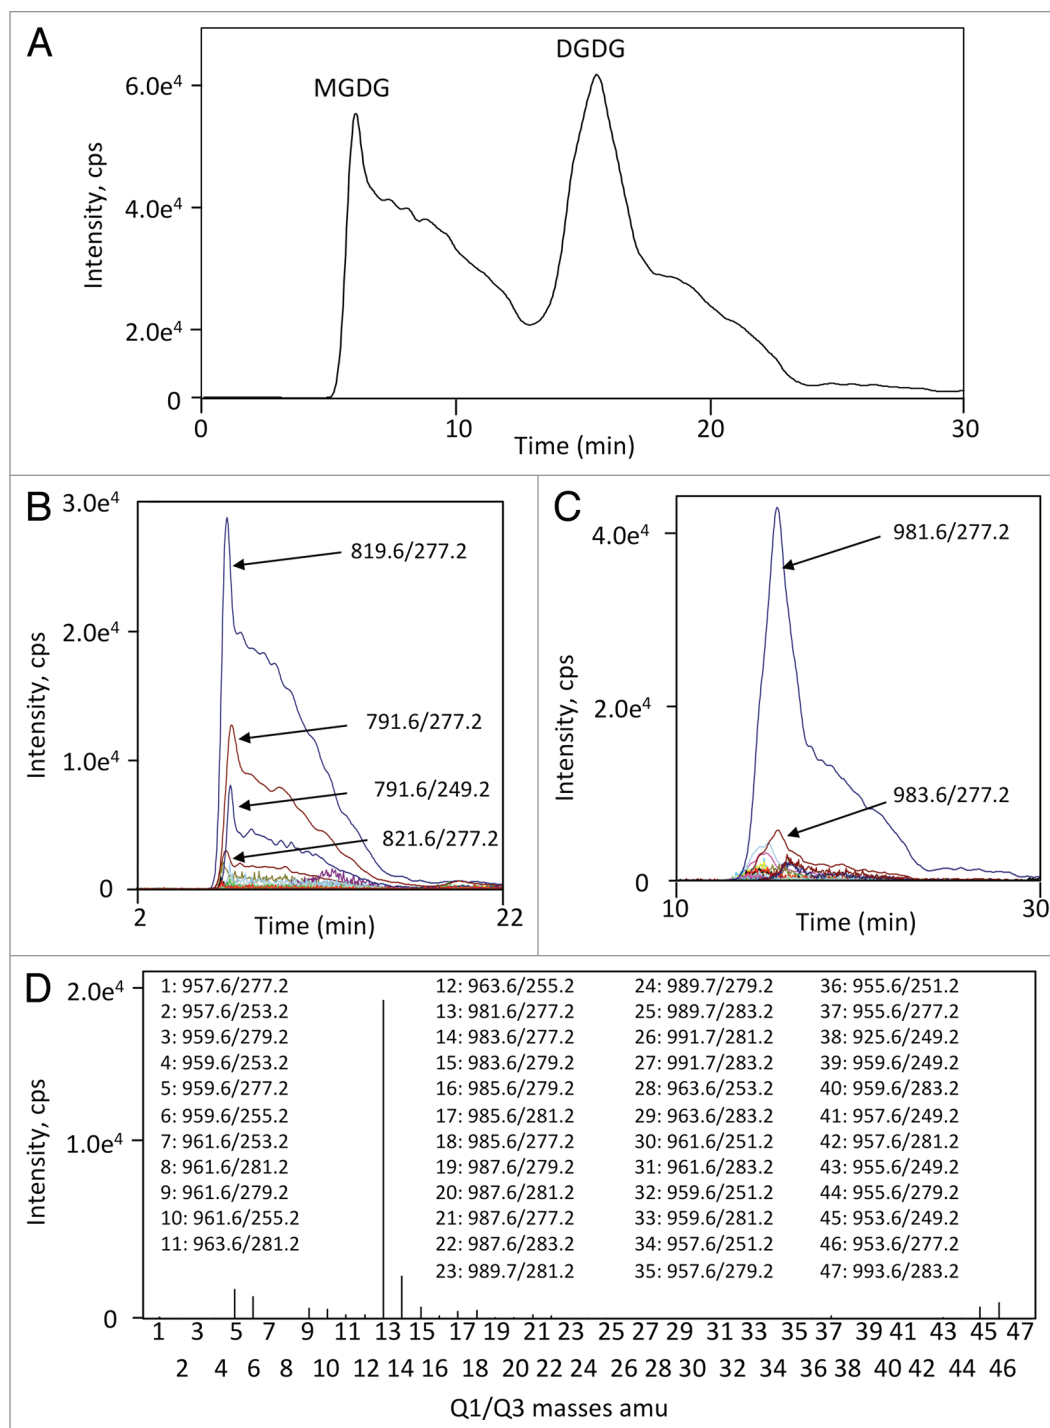 A
MGDG
DGDG
6.0e⁴
4.0e⁴
2.0e⁴
0
Intensity, cps
0 10 20 30
Time (min)
B
3.0e⁴
2.0e⁴
1.0e⁴
0
Intensity, cps
819.6/277.2
791.6/277.2
791.6/249.2
821.6/277.2
2 22
Time (min)
C
4.0e⁴
2.0e⁴
0
Intensity, cps
981.6/277.2
983.6/277.2
10 30
Time (min)
D
2.0e⁴
1.0e⁴
0
Intensity, cps
1: 957.6/277.2
2: 957.6/253.2
3: 959.6/279.2
4: 959.6/253.2
5: 959.6/277.2
6: 959.6/255.2
7: 961.6/253.2
8: 961.6/281.2
9: 961.6/279.2
10: 961.6/255.2
11: 963.6/281.2
12: 963.6/255.2
13: 981.6/277.2
14: 983.6/277.2
15: 983.6/279.2
16: 985.6/279.2
17: 985.6/281.2
18: 985.6/277.2
19: 987.6/279.2
20: 987.6/281.2
21: 987.6/277.2
22: 987.6/283.2
23: 989.7/281.2
24: 989.7/279.2
25: 989.7/283.2
26: 991.7/281.2
27: 991.7/283.2
28: 963.6/253.2
29: 963.6/283.2
30: 961.6/251.2
31: 961.6/283.2
32: 959.6/251.2
33: 959.6/281.2
34: 957.6/251.2
35: 957.6/279.2
36: 955.6/251.2
37: 955.6/277.2
38: 925.6/249.2
39: 959.6/249.2
40: 959.6/283.2
41: 957.6/249.2
42: 957.6/281.2
43: 955.6/249.2
44: 955.6/279.2
45: 953.6/249.2
46: 953.6/277.2
47: 993.6/283.2
1 3 5 7 9 11 13 15 17 19 21 23 25 27 29 31 33 35 37 39 41 43 45 47
2 4 6 8 10 12 14 16 18 20 22 24 26 28 30 32 34 36 38 40 42 44 46
Q1/Q3 masses amu